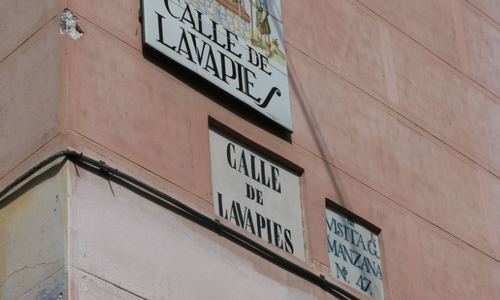 CALLE DE
LAVAPIES
CALLE
DE
LAVAPIES
VISITA G.
MANZANA
Nº. 47